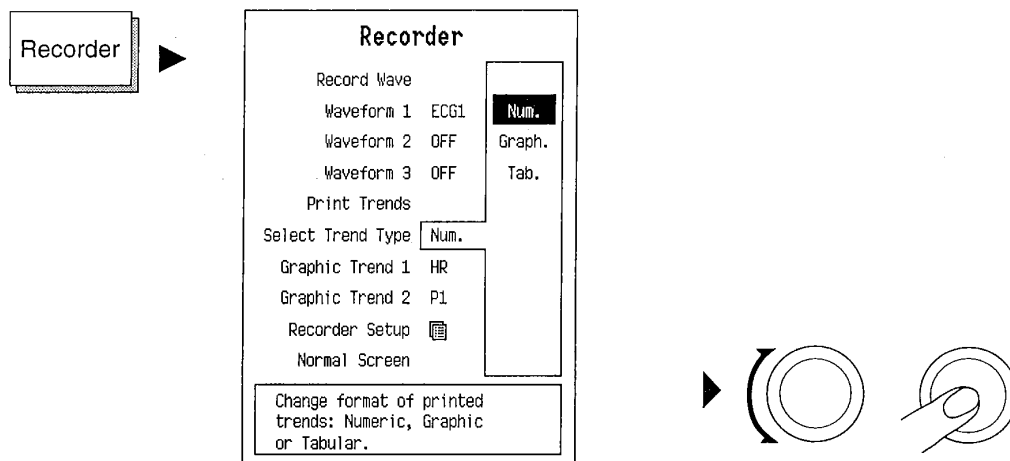 Recorder
Recorder
Record Wave
Waveform 1 ECG1
Waveform 2 OFF
Waveform 3 OFF
Print Trends
Select Trend Type Num.
Graphic Trend 1 HR
Graphic Trend 2 P1
Recorder Setup
Normal Screen
Num.
Graph.
Tab.
Change format of printed
trends: Numeric, Graphic
or Tabular.